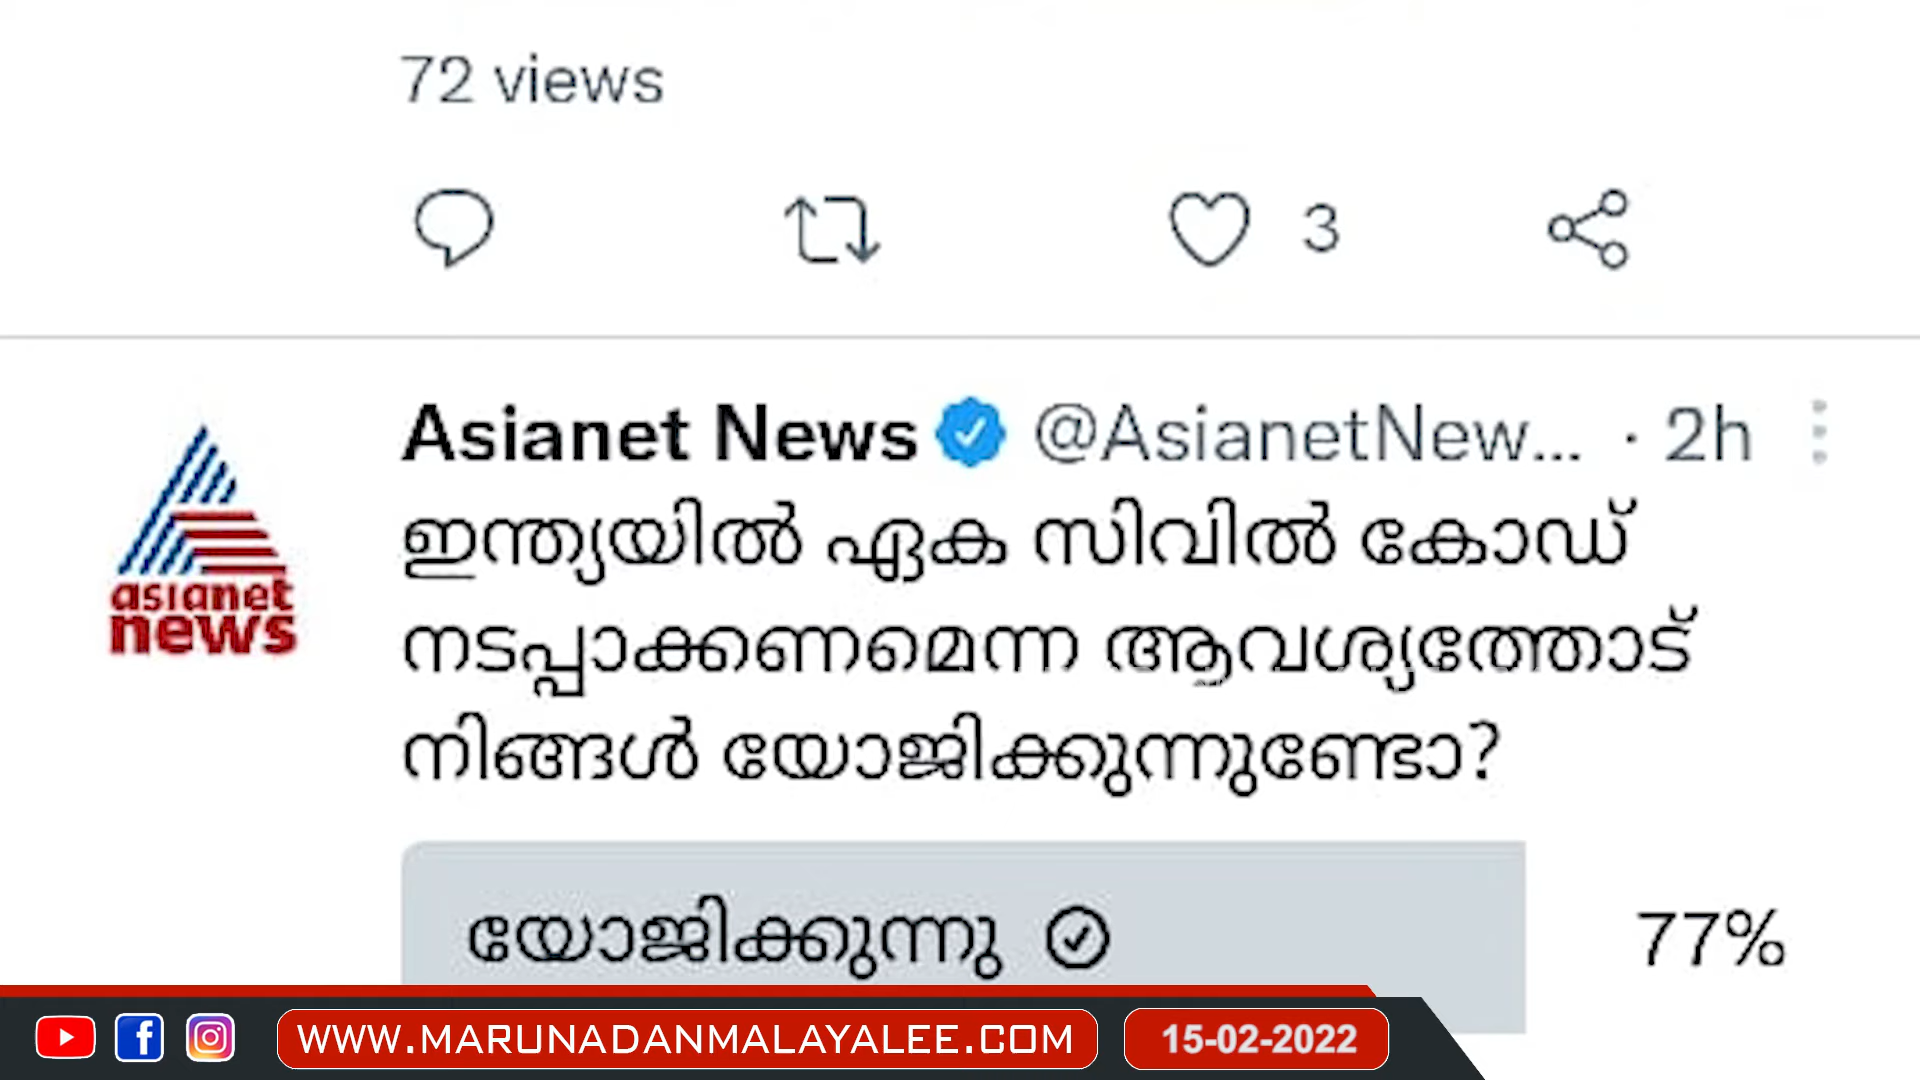 72 views
3
Asianet News @AsianetNew... · 2h
ഇന്ത്യയിൽ ഏക സിവിൽ കോഡ്
നടപ്പാക്കണമെന്ന ആവശ്യത്തോട്
നിങ്ങൾ യോജിക്കുന്നുണ്ടോ?
asianet
news
യോജിക്കുന്നു 77%
WWW.MARUNADANMALAYALEE.COM 15-02-2022